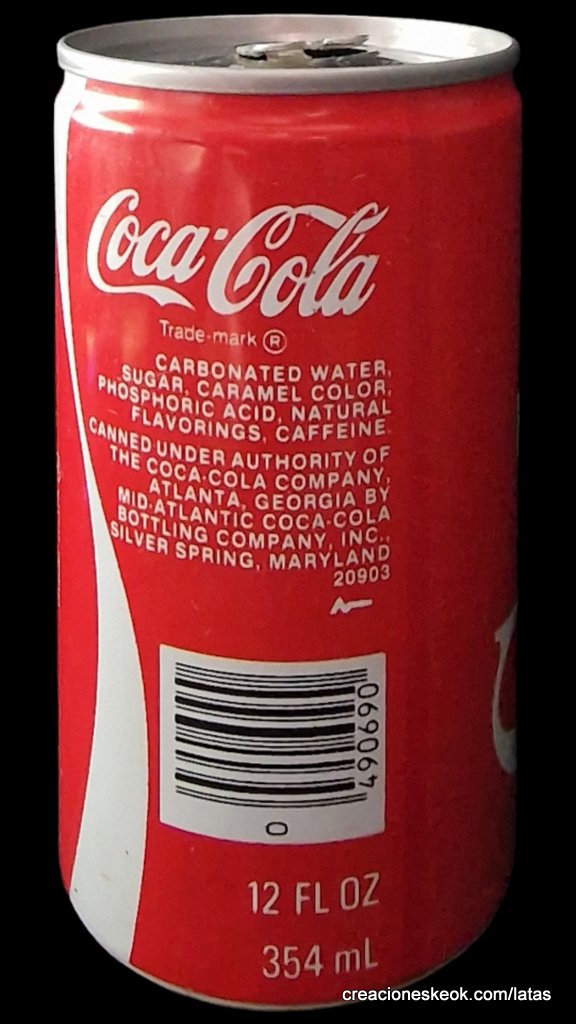 Coca-Cola
Trade-mark ®
CARBONATED WATER,
SUGAR, CARAMEL COLOR,
PHOSPHORIC ACID, NATURAL
FLAVORINGS, CAFFEINE.
CANNED UNDER AUTHORITY OF
THE COCA-COLA COMPANY,
ATLANTA, GEORGIA BY
MID-ATLANTIC COCA-COLA
BOTTLING COMPANY, INC.,
SILVER SPRING, MARYLAND
20903
490690
0
12 FL OZ
354 mL
creacioneskeok.com/latas